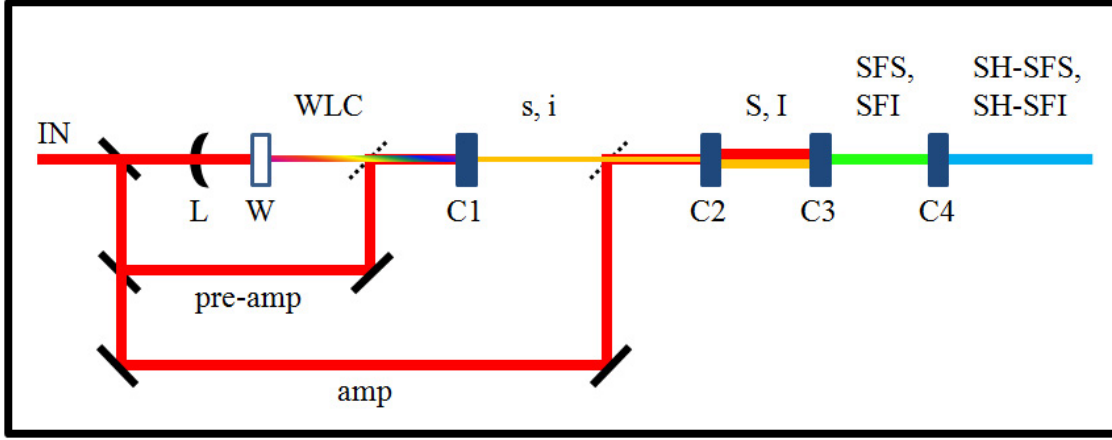 IN
WLC
s, i
S, I
SFS,
SFI
SH-SFS,
SH-SFI
L
W
C1
C2
C3
C4
pre-amp
amp